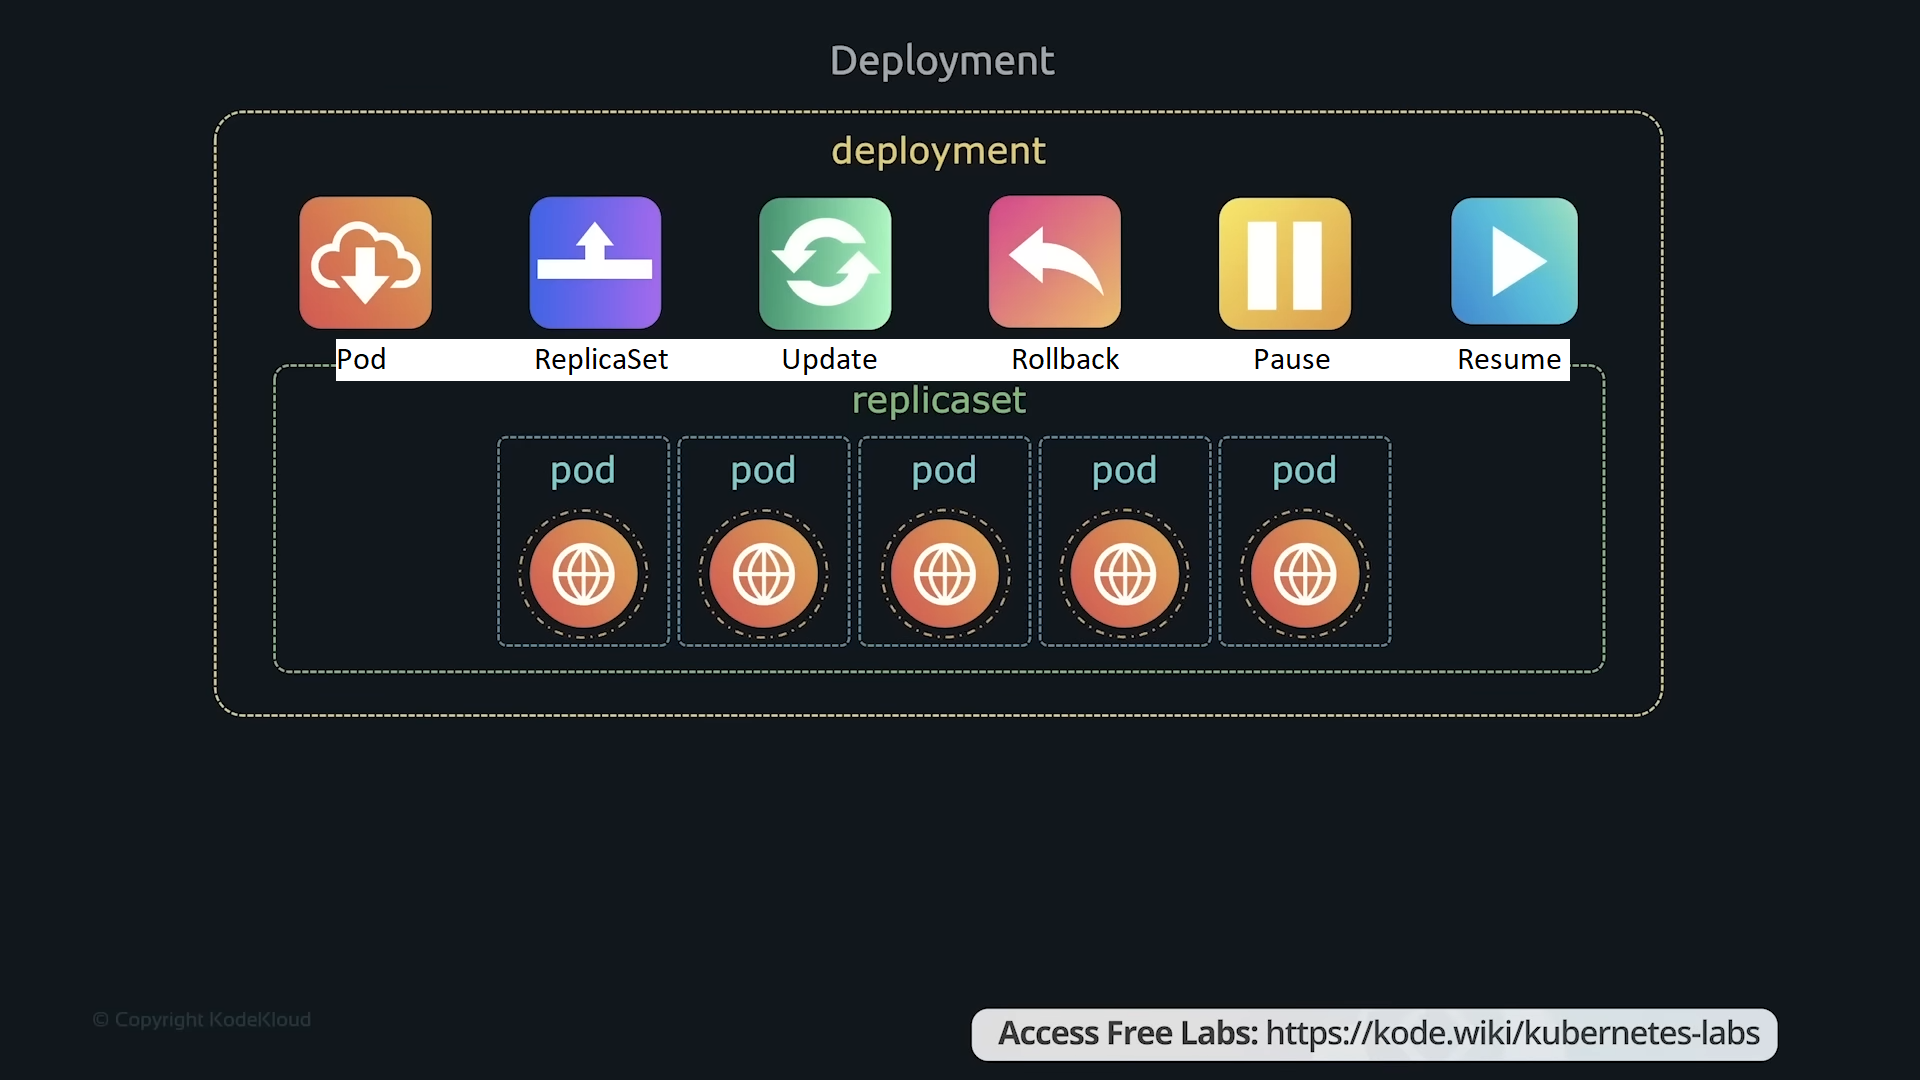 Deployment
deployment
Pod ReplicaSet Update Rollback Pause Resume
replicaset
pod pod pod pod pod
© Copyright KodeKloud
Access Free Labs: https://kode.wiki/kubernetes-labs